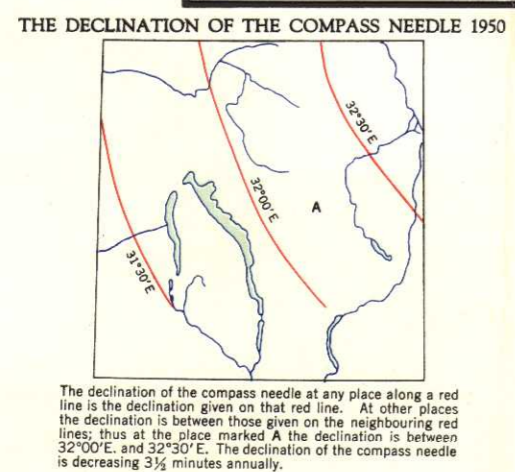 THE DECLINATION OF THE COMPASS NEEDLE 1950
32°30'E
32°00'E
A
31°30'E
The declination of the compass needle at any place along a red
line is the declination given on that red line. At other places
the declination is between those given on the neighbouring red
lines; thus at the place marked A the declination is between
32°00'E. and 32°30'E. The declination of the compass needle
is decreasing 3½ minutes annually.